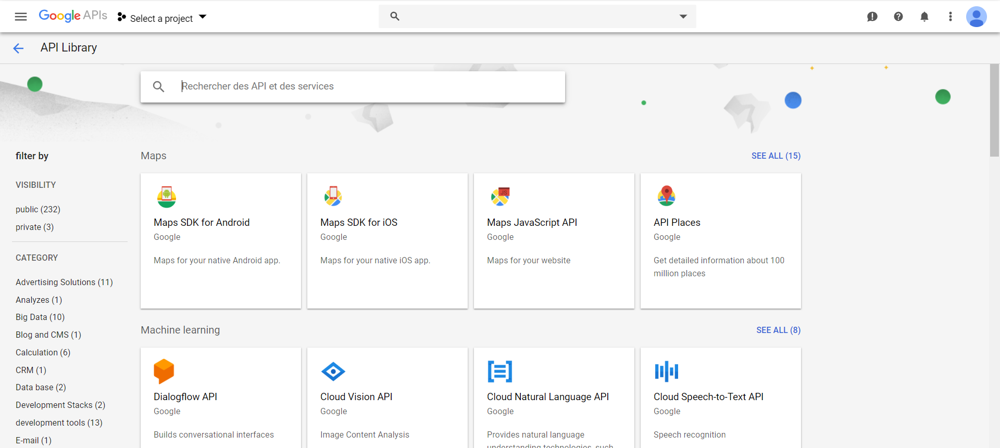 Google APIs
Select a project
API Library
Rechercher des API et des services
filter by
VISIBILITY
public (232)
private (3)
CATEGORY
Advertising Solutions (11)
Analyzes (1)
Big Data (10)
Blog and CMS (1)
Calculation (6)
CRM (1)
Data base (2)
Development Stacks (2)
development tools (13)
E-mail (1)
Maps
SEE ALL (15)
Maps SDK for Android
Google
Maps for your native Android app.
Maps SDK for iOS
Google
Maps for your native iOS app.
JS
Maps JavaScript API
Google
Maps for your website
API Places
Google
Get detailed information about 100
million places
Machine learning
SEE ALL (8)
Dialogflow API
Google
Builds conversational interfaces
Cloud Vision API
Google
Image Content Analysis
Cloud Natural Language API
Google
Provides natural language
understanding technologies, such
Cloud Speech-to-Text API
Google
Speech recognition